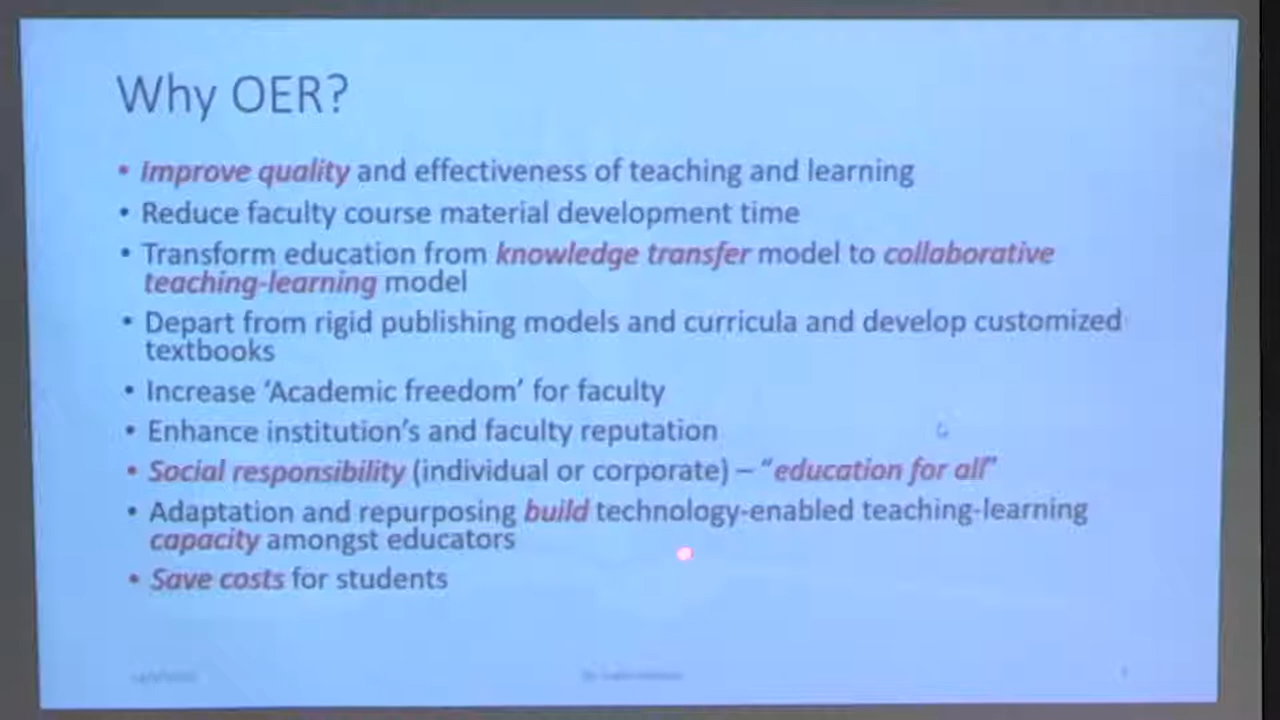 Why OER?
• Improve quality and effectiveness of teaching and learning
• Reduce faculty course material development time
• Transform education from knowledge transfer model to collaborative
teaching-learning model
• Depart from rigid publishing models and curricula and develop customized
textbooks
• Increase ‘Academic freedom’ for faculty
• Enhance institution’s and faculty reputation
• Social responsibility (individual or corporate) – “education for all”
• Adaptation and repurposing build technology-enabled teaching-learning
capacity amongst educators
• Save costs for students